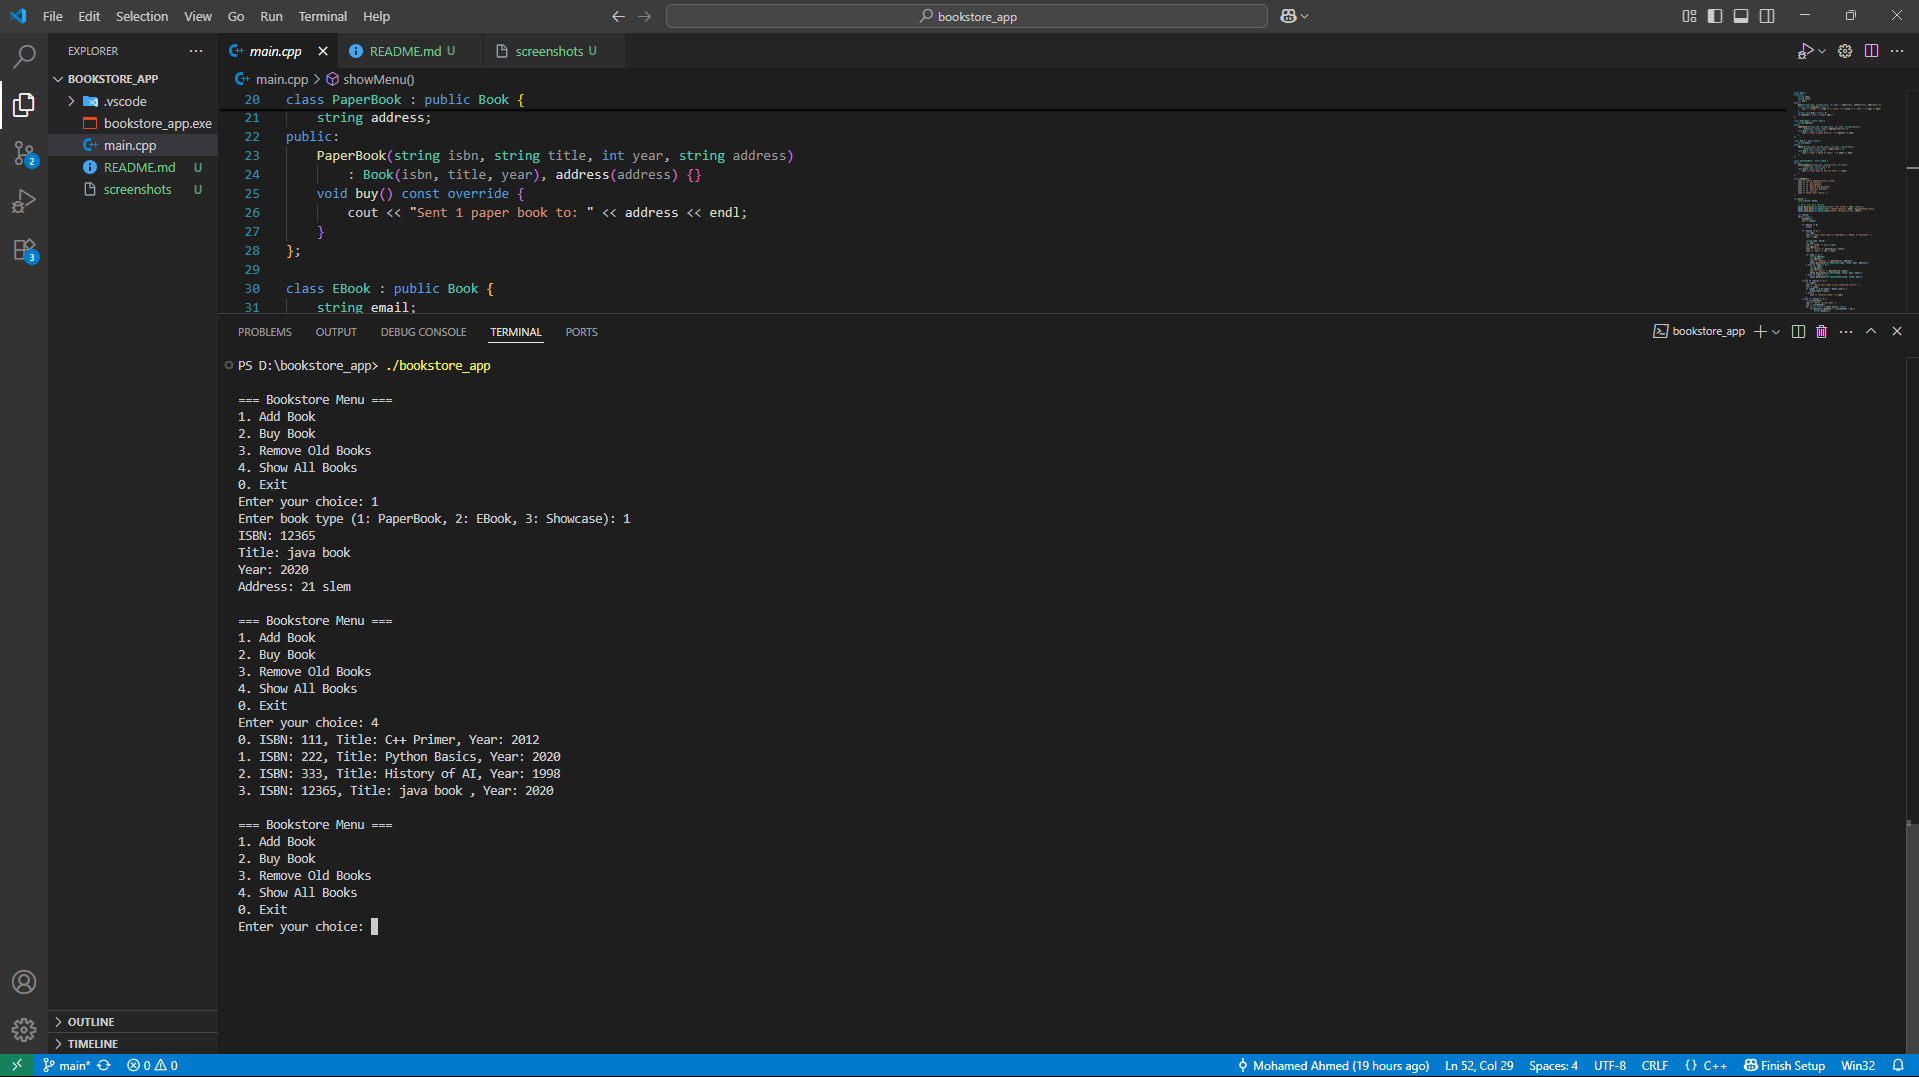 File Edit Selection View Go Run Terminal Help
bookstore_app
EXPLORER
main.cpp
README.md U
screenshots U
BOOKSTORE_APP
.vscode
bookstore_app.exe
main.cpp
README.md U
screenshots U
main.cpp > showMenu()
20 class PaperBook : public Book {
21 string address;
22 public:
23 PaperBook(string isbn, string title, int year, string address)
24 : Book(isbn, title, year), address(address) {}
25 void buy() const override {
26 cout << "Sent 1 paper book to: " << address << endl;
27 }
28 };
29
30 class EBook : public Book {
31 string email;
PROBLEMS OUTPUT DEBUG CONSOLE TERMINAL PORTS
bookstore_app
PS D:\bookstore_app> ./bookstore_app
=== Bookstore Menu ===
1. Add Book
2. Buy Book
3. Remove Old Books
4. Show All Books
0. Exit
Enter your choice: 1
Enter book type (1: PaperBook, 2: EBook, 3: Showcase): 1
ISBN: 12365
Title: java book
Year: 2020
Address: 21 slem
=== Bookstore Menu ===
1. Add Book
2. Buy Book
3. Remove Old Books
4. Show All Books
0. Exit
Enter your choice: 4
0. ISBN: 111, Title: C++ Primer, Year: 2012
1. ISBN: 222, Title: Python Basics, Year: 2020
2. ISBN: 333, Title: History of AI, Year: 1998
3. ISBN: 12365, Title: java book , Year: 2020
=== Bookstore Menu ===
1. Add Book
2. Buy Book
3. Remove Old Books
4. Show All Books
0. Exit
Enter your choice:
2
3
OUTLINE
TIMELINE
main* 0 0
Mohamed Ahmed (19 hours ago) Ln 52, Col 29 Spaces: 4 UTF-8 CRLF {} C++ Finish Setup Win32